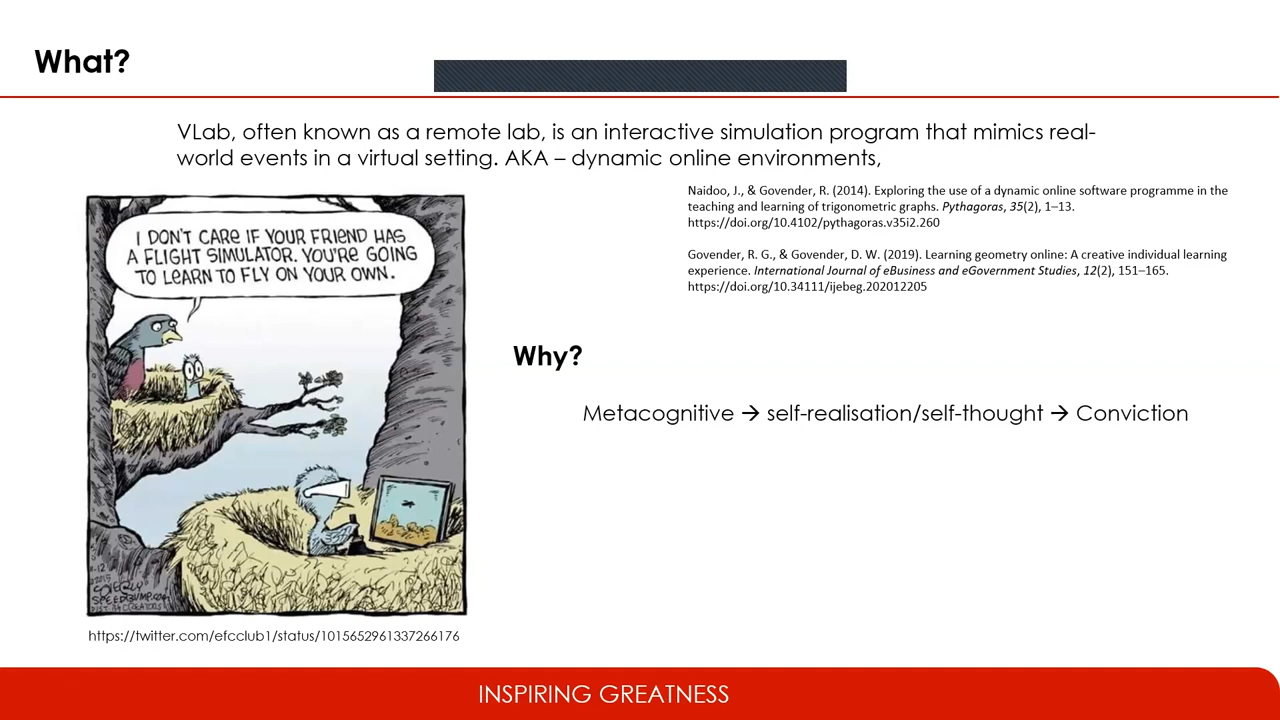 What?
VLab, often known as a remote lab, is an interactive simulation program that mimics real-
world events in a virtual setting. AKA – dynamic online environments,
Naidoo, J., & Govender, R. (2014). Exploring the use of a dynamic online software programme in the
teaching and learning of trigonometric graphs. Pythagoras, 35(2), 1–13.
https://doi.org/10.4102/pythagoras.v35i2.260
Govender, R. G., & Govender, D. W. (2019). Learning geometry online: A creative individual learning
experience. International Journal of eBusiness and eGovernment Studies, 12(2), 151–165.
https://doi.org/10.34111/ijebeg.202012205
I DON'T CARE IF YOUR FRIEND HAS
A FLIGHT SIMULATOR. YOU'RE GOING
TO LEARN TO FLY ON YOUR OWN.
Why?
Metacognitive → self-realisation/self-thought → Conviction
SPEEDBUMP.COM
https://twitter.com/efcclub1/status/1015652961337266176
INSPIRING GREATNESS